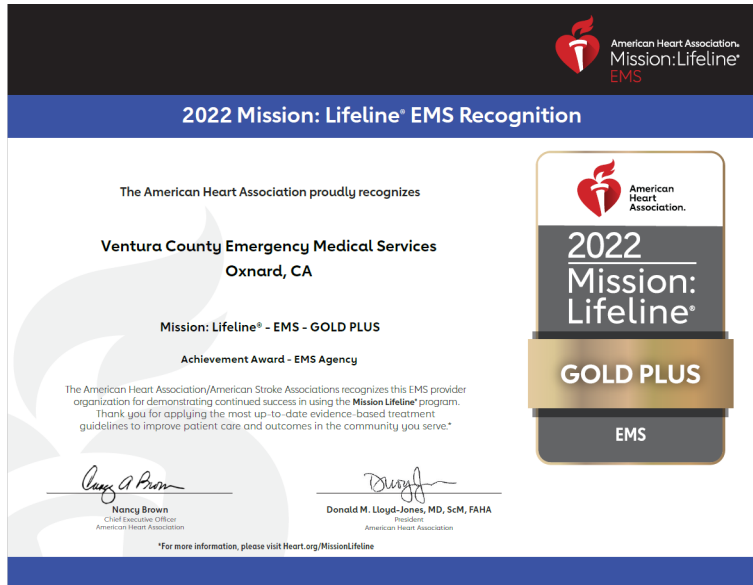 American Heart Association®
Mission:Lifeline®
EMS
2022 Mission: Lifeline® EMS Recognition
The American Heart Association proudly recognizes
Ventura County Emergency Medical Services
Oxnard, CA
Mission: Lifeline® - EMS - GOLD PLUS
Achievement Award - EMS Agency
The American Heart Association/American Stroke Associations recognizes this EMS provider
organization for demonstrating continued success in using the Mission Lifeline® program.
Thank you for applying the most up-to-date evidence-based treatment
guidelines to improve patient care and outcomes in the community you serve.*
Nancy Brown
Chief Executive Officer
American Heart Association
Donald M. Lloyd-Jones, MD, ScM, FAHA
President
American Heart Association
*For more information, please visit Heart.org/MissionLifeline
American
Heart
Association.
2022
Mission:
Lifeline®
GOLD PLUS
EMS